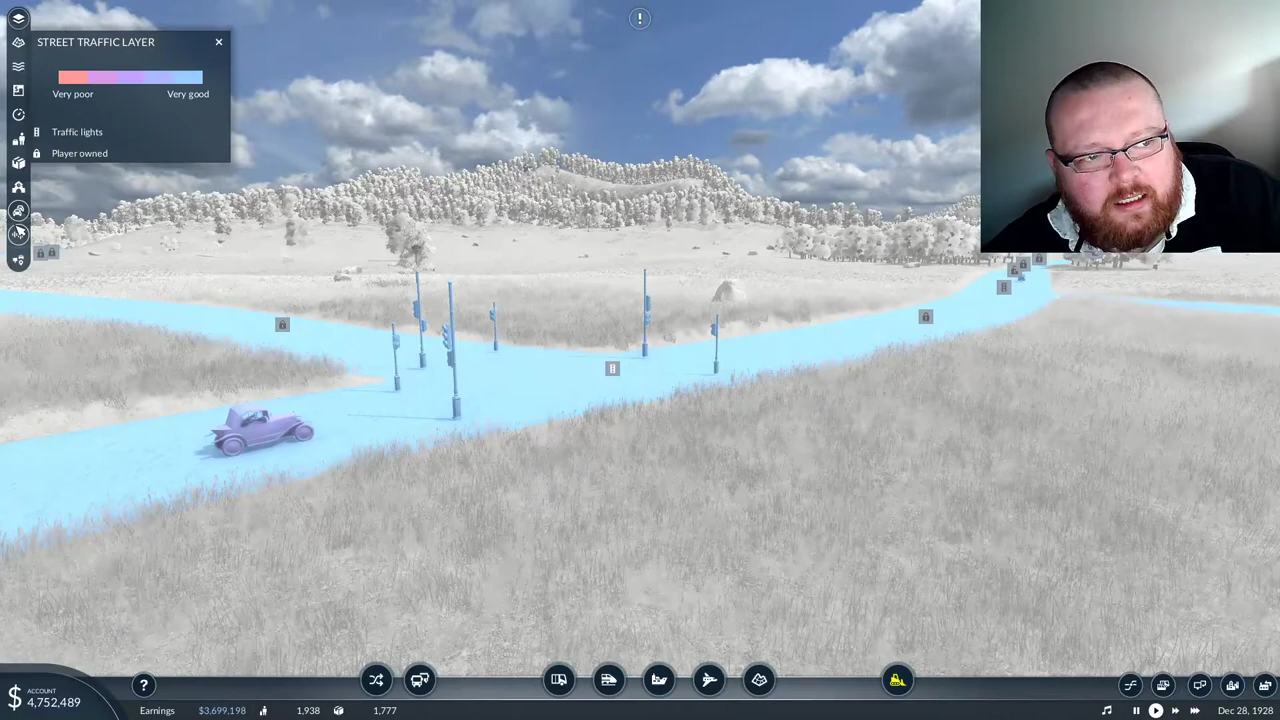 STREET TRAFFIC LAYER
Very poor
Very good
Traffic lights
Player owned
ACCOUNT
$ 4,752,489
?
Earnings $3,699,198 1,938 1,777
Dec 28, 1928